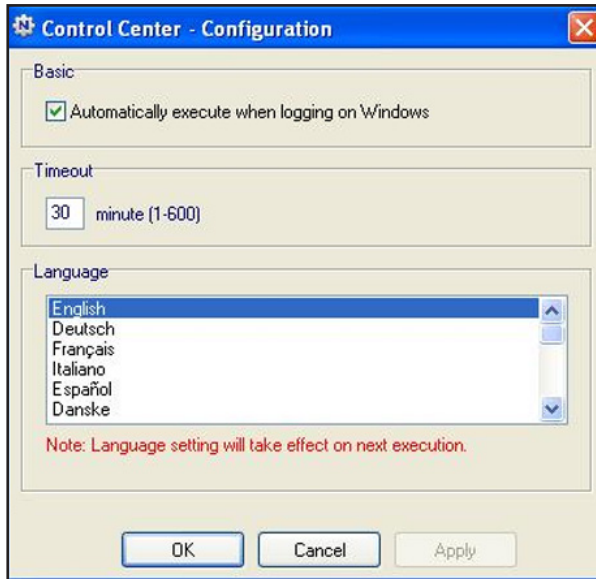 Control Center - Configuration
Basic
Automatically execute when logging on Windows
Timeout
30 minute (1-600)
Language
English
Deutsch
Français
Italiano
Español
Danske
Note: Language setting will take effect on next execution.
OK Cancel Apply